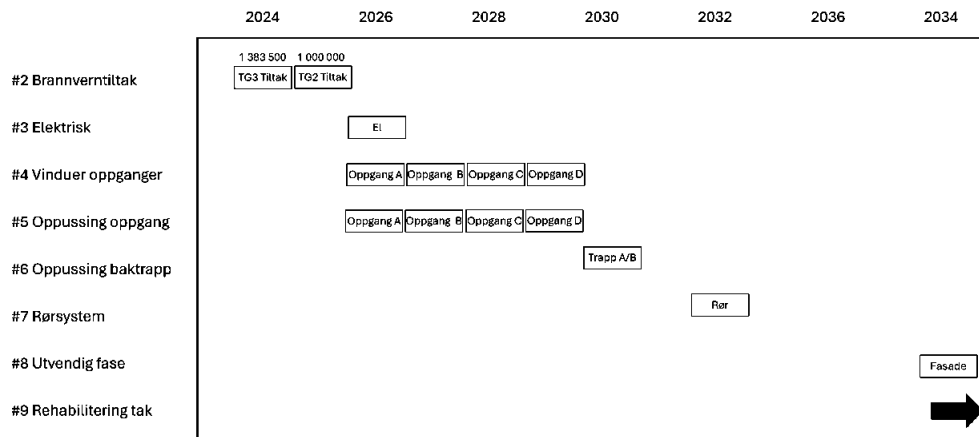 2024 2026 2028 2030 2032 2036 2034
1 383 500 1 000 000
#2 Brannverntiltak TG3 Tiltak TG2 Tiltak
#3 Elektrisk El
#4 Vinduer oppganger Oppgang A Oppgang B Oppgang C Oppgang D
#5 Oppussing oppgang Oppgang A Oppgang B Oppgang C Oppgang D
#6 Oppussing baktrapp Trapp A/B
#7 Rørsystem Rør
#8 Utvendig fase Fasade
#9 Rehabilitering tak